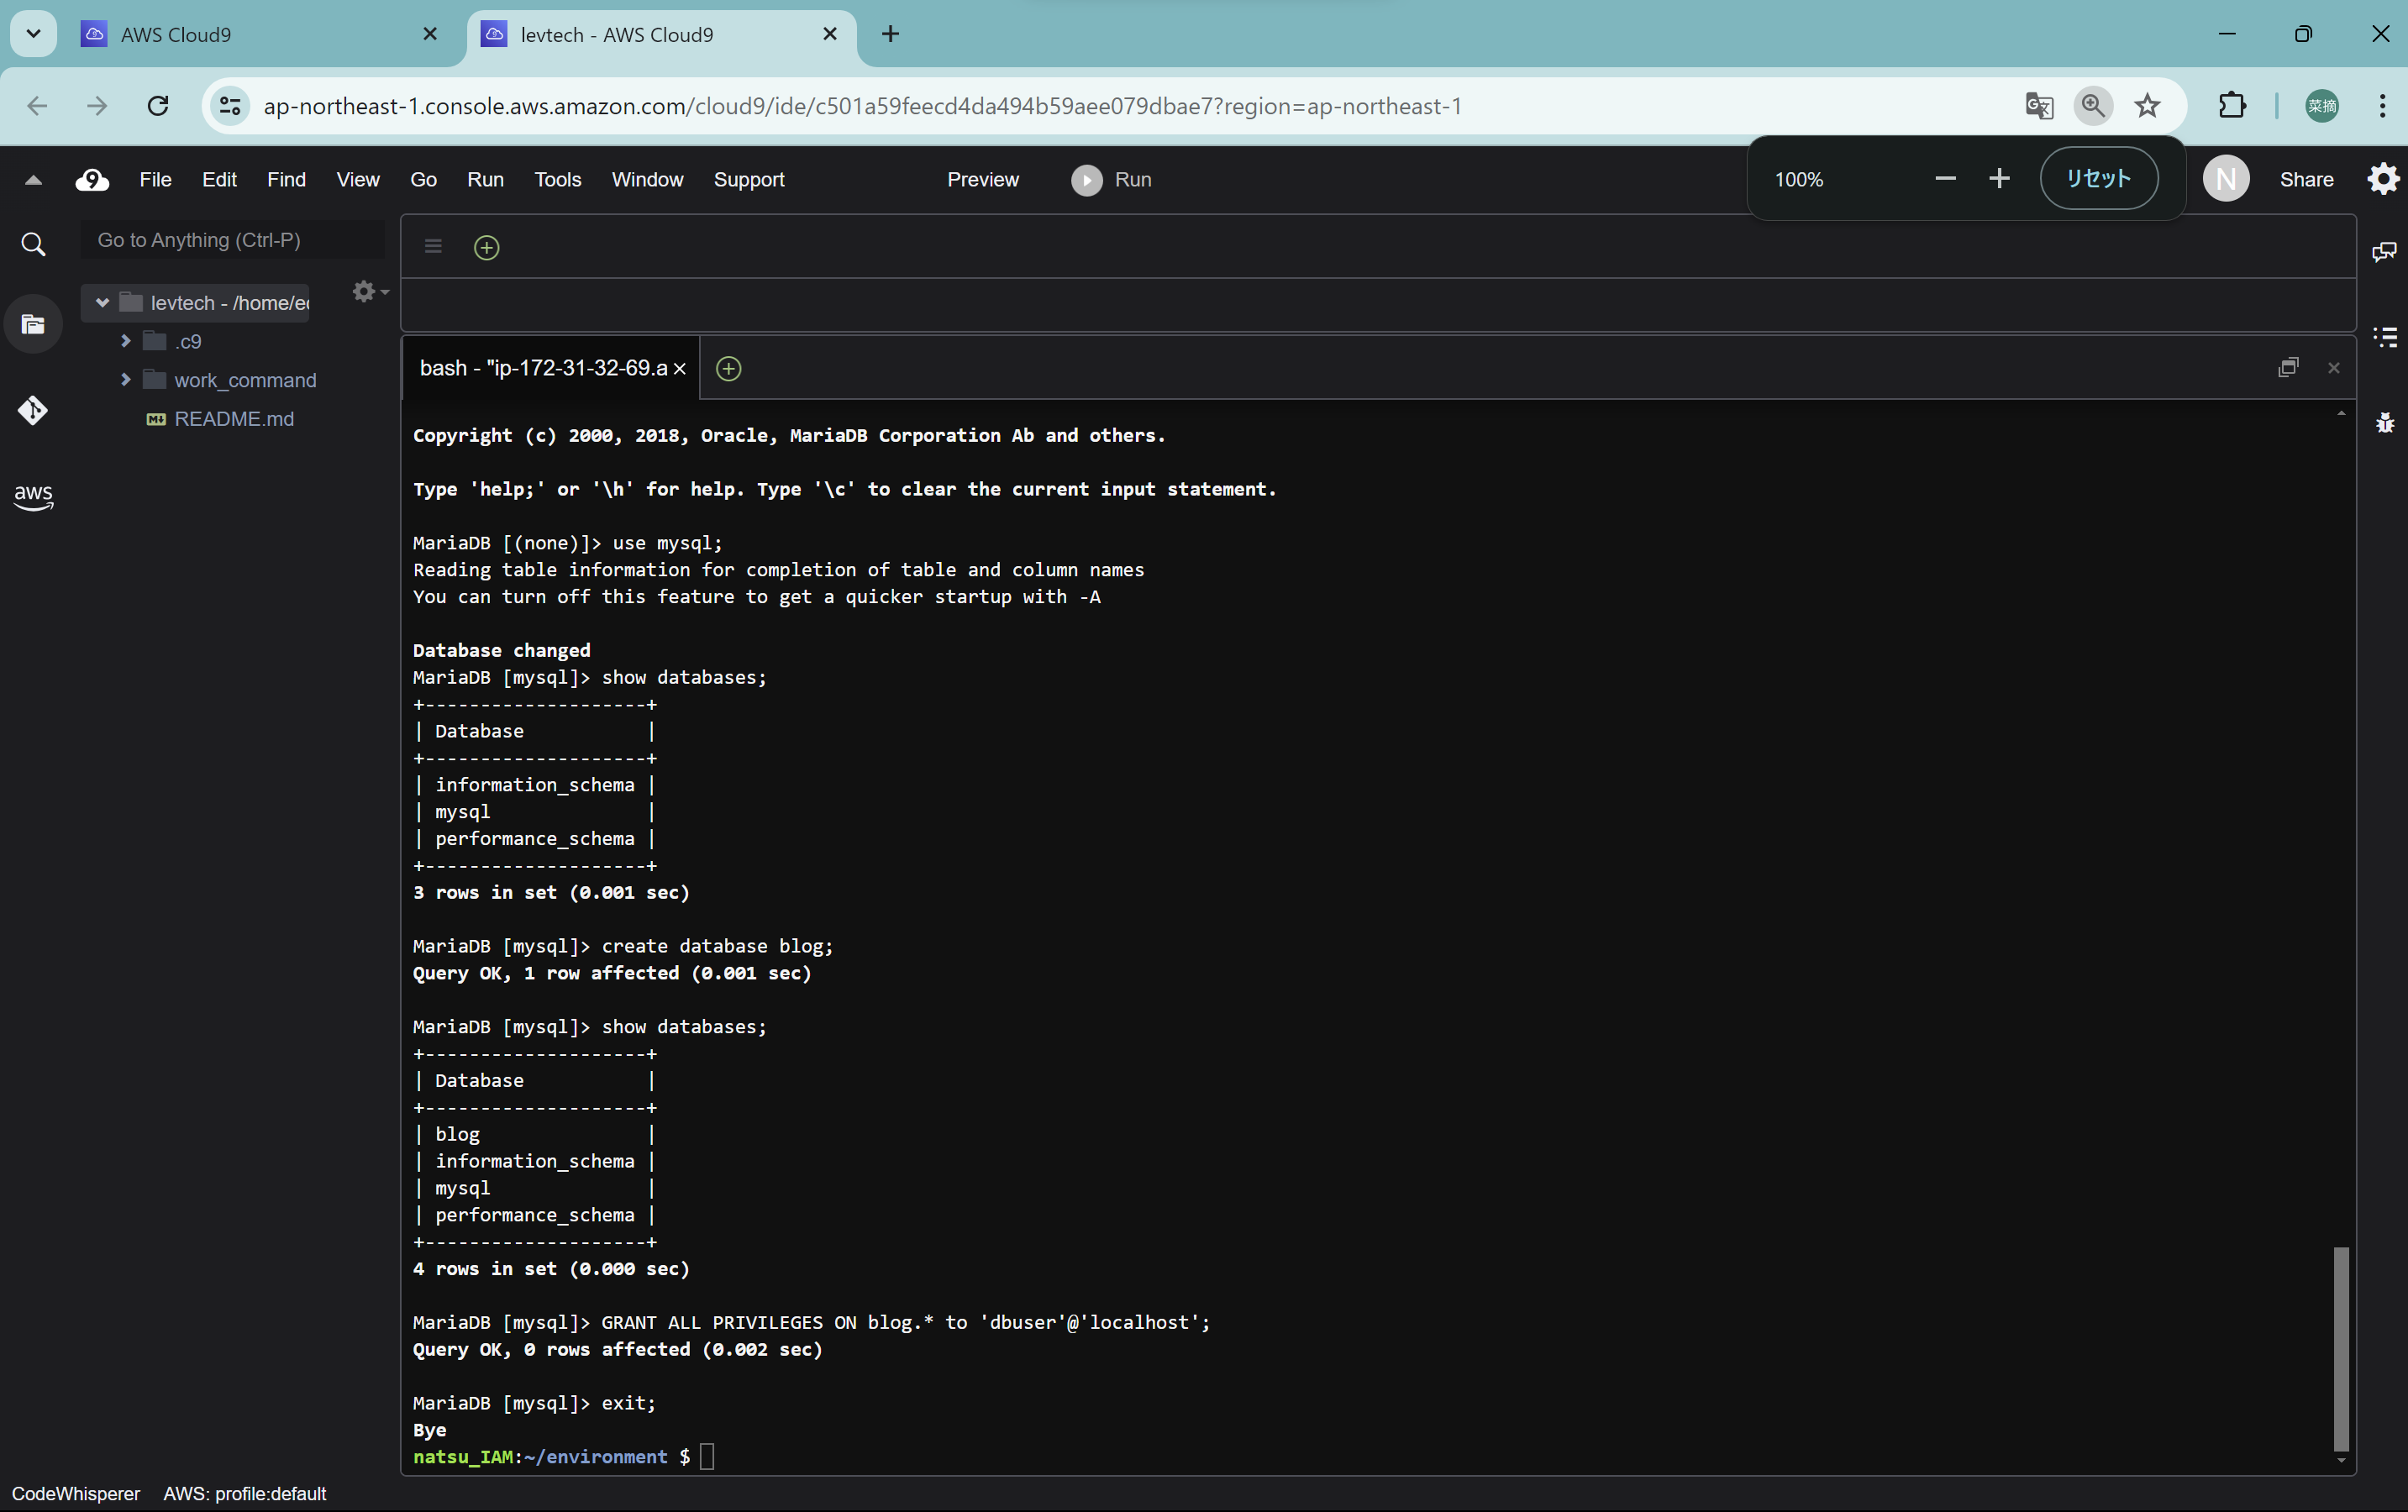 AWS Cloud9
levtech - AWS Cloud9
ap-northeast-1.console.aws.amazon.com/cloud9/ide/c501a59feecd4da494b59aee079dbae7?region=ap-northeast-1
菜摘
9 File Edit Find View Go Run Tools Window Support Preview Run
100% リセット
N Share
Go to Anything (Ctrl-P)
levtech - /home/ec
.c9
work_command
README.md
aws
bash - "ip-172-31-32-69.a
Copyright (c) 2000, 2018, Oracle, MariaDB Corporation Ab and others.
Type 'help;' or '\h' for help. Type '\c' to clear the current input statement.
MariaDB [(none)]> use mysql;
Reading table information for completion of table and column names
You can turn off this feature to get a quicker startup with -A
Database changed
MariaDB [mysql]> show databases;
+--------------------+
| Database           |
+--------------------+
| information_schema |
| mysql              |
| performance_schema |
+--------------------+
3 rows in set (0.001 sec)
MariaDB [mysql]> create database blog;
Query OK, 1 row affected (0.001 sec)
MariaDB [mysql]> show databases;
+--------------------+
| Database           |
+--------------------+
| blog               |
| information_schema |
| mysql              |
| performance_schema |
+--------------------+
4 rows in set (0.000 sec)
MariaDB [mysql]> GRANT ALL PRIVILEGES ON blog.* to 'dbuser'@'localhost';
Query OK, 0 rows affected (0.002 sec)
MariaDB [mysql]> exit;
Bye
natsu_IAM:~/environment $
CodeWhisperer AWS: profile:default